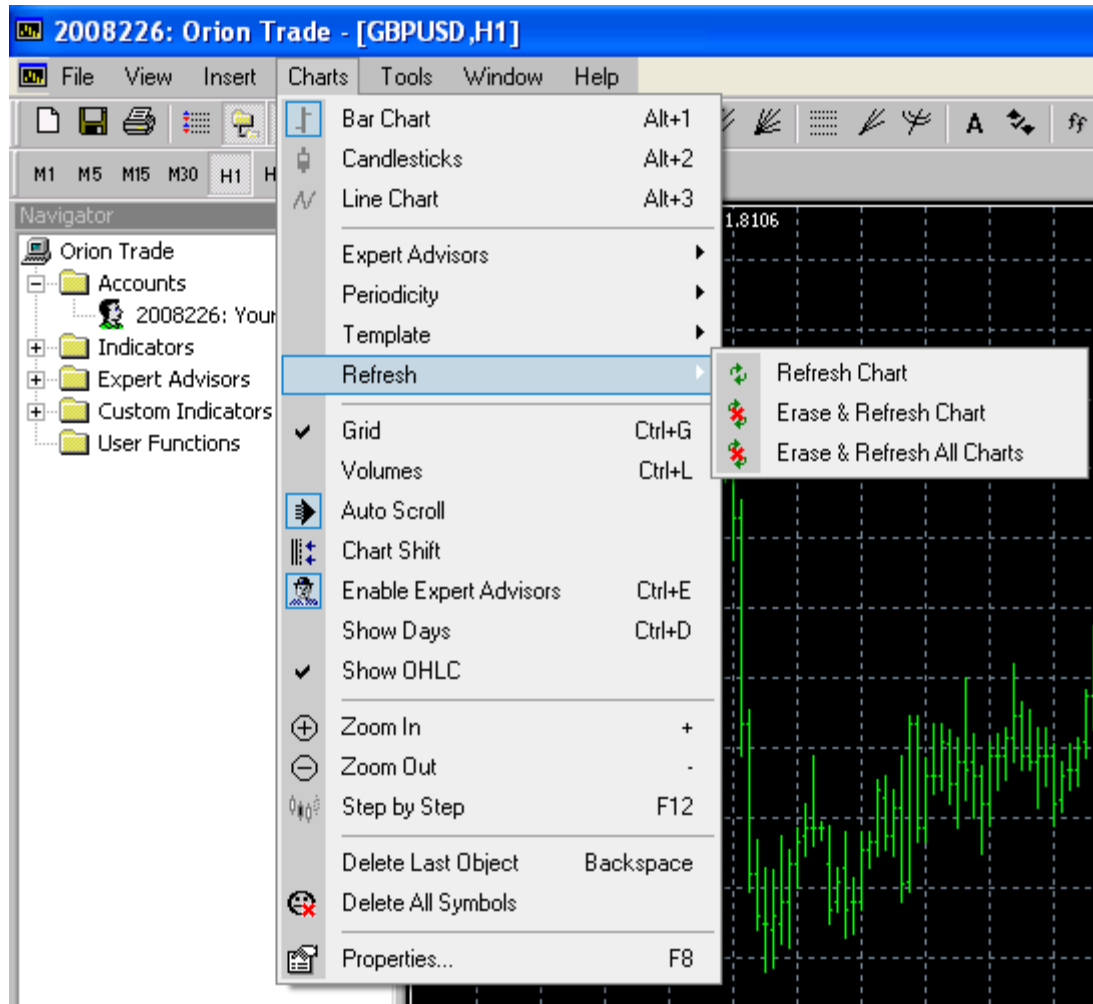 2008226: Orion Trade - [GBPUSD,H1]
File View Insert Charts Tools Window Help
A
M1 M5 M15 M30 H1 H
Navigator
Orion Trade
Accounts
2008226: Your
Indicators
Expert Advisors
Custom Indicators
User Functions
Bar Chart Alt+1
Candlesticks Alt+2
Line Chart Alt+3
Expert Advisors
Periodicity
Template
Refresh
Grid Ctrl+G
Volumes Ctrl+L
Auto Scroll
Chart Shift
Enable Expert Advisors Ctrl+E
Show Days Ctrl+D
Show OHLC
Zoom In +
Zoom Out -
Step by Step F12
Delete Last Object Backspace
Delete All Symbols
Properties... F8
1.8106
Refresh Chart
Erase & Refresh Chart
Erase & Refresh All Charts